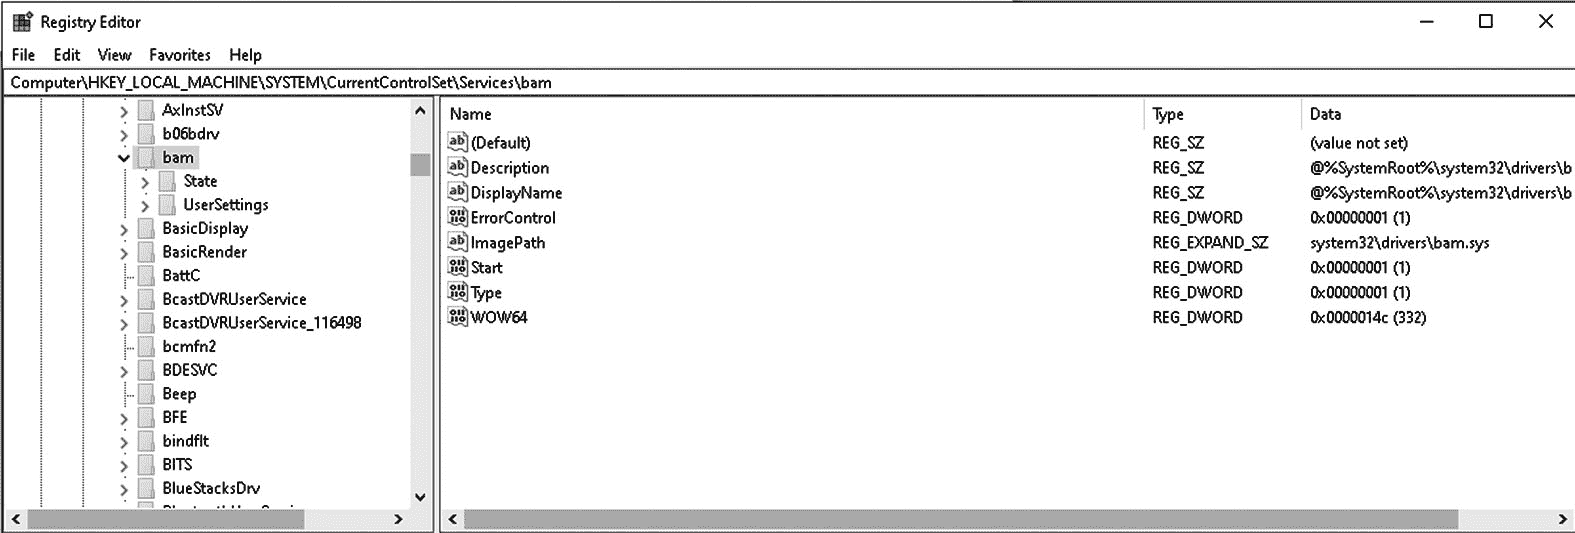 Registry Editor
File Edit View Favorites Help
Computer\HKEY_LOCAL_MACHINE\SYSTEM\CurrentControlSet\Services\bam
AxInstSV
b06bdrv
bam
State
UserSettings
BasicDisplay
BasicRender
BattC
BcastDVRUserService
BcastDVRUserService_116498
bcmfn2
BDESVC
Beep
BFE
bindflt
BITS
BlueStacksDrv
Name Type Data
(Default) REG_SZ (value not set)
Description REG_SZ @%SystemRoot%\system32\drivers\b
DisplayName REG_SZ @%SystemRoot%\system32\drivers\b
ErrorControl REG_DWORD 0x00000001 (1)
ImagePath REG_EXPAND_SZ system32\drivers\bam.sys
Start REG_DWORD 0x00000001 (1)
Type REG_DWORD 0x00000001 (1)
WOW64 REG_DWORD 0x0000014c (332)